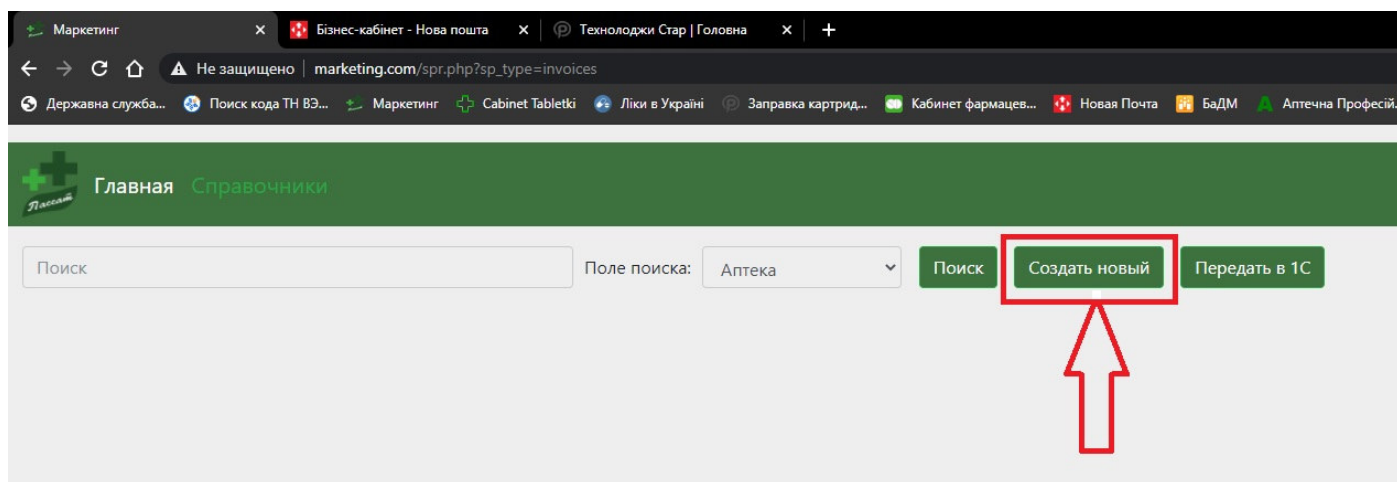 Маркетинг
Бізнес-кабінет - Нова пошта
Технолоджи Стар | Головна
Не защищено
marketing.com/spr.php?sp_type=invoices
Державна служба...
Поиск кода ТН ВЭ...
Маркетинг
Cabinet Tabletki
Ліки в Україні
Заправка картрид...
Кабинет фармацев...
Новая Почта
БаДМ
Аптечна Професій.
Пассат
Главная
Справочники
Поиск
Поле поиска:
Аптека
Поиск
Создать новый
Передать в 1С